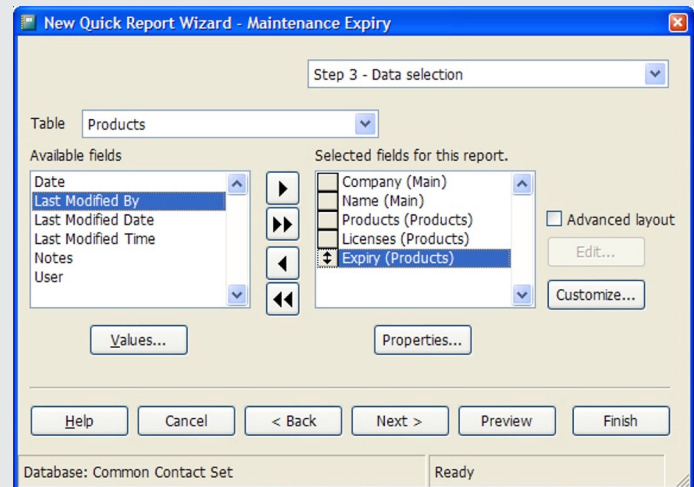 New Quick Report Wizard - Maintenance Expiry
Step 3 - Data selection
Table Products
Available fields
Date
Last Modified By
Last Modified Date
Last Modified Time
Notes
User
Values...
Selected fields for this report.
Company (Main)
Name (Main)
Products (Products)
Licenses (Products)
Expiry (Products)
Properties...
Advanced layout
Edit...
Customize...
Help Cancel < Back Next > Preview Finish
Database: Common Contact Set Ready